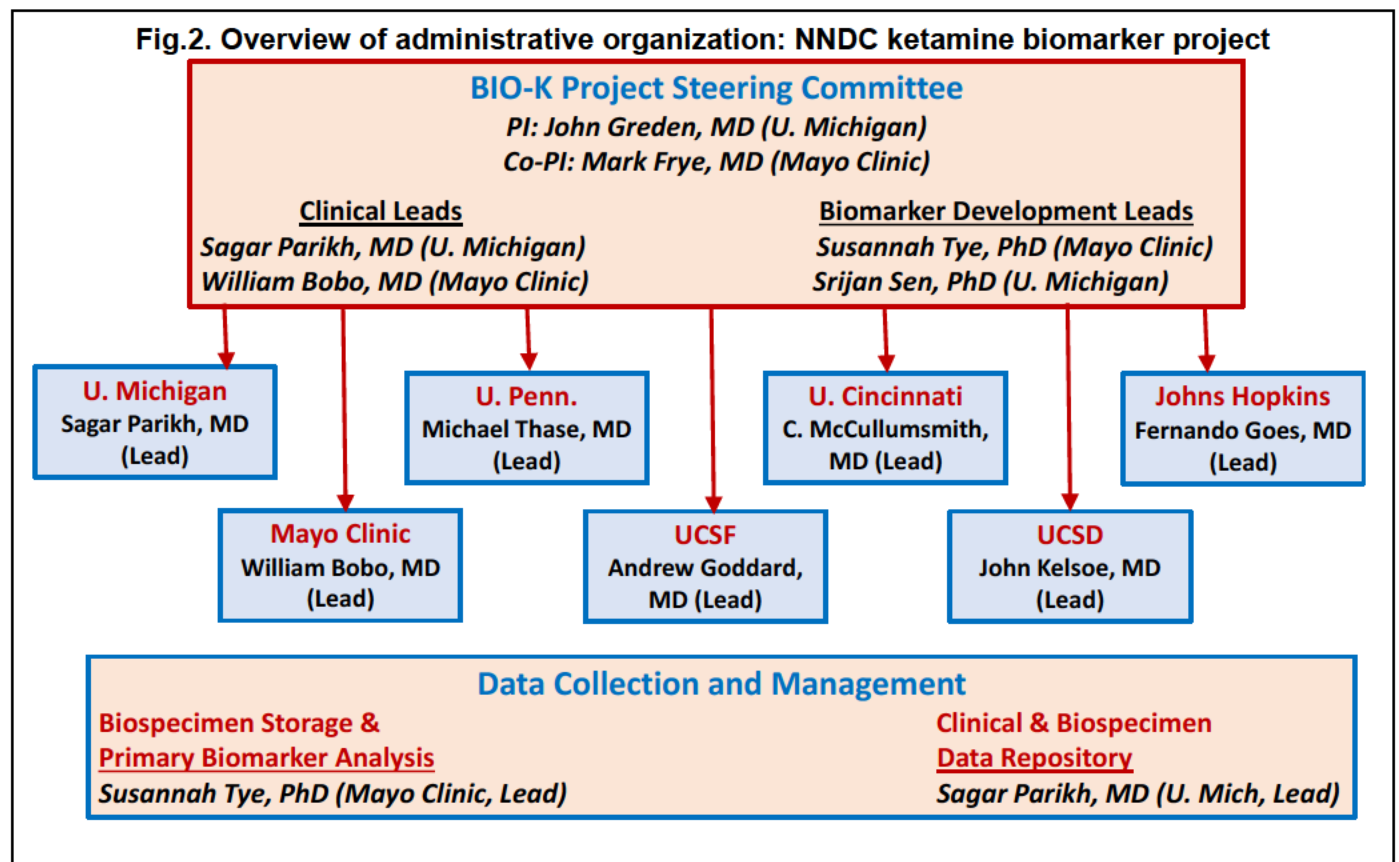 Fig.2. Overview of administrative organization: NNDC ketamine biomarker project
BIO-K Project Steering Committee
PI: John Greden, MD (U. Michigan)
Co-PI: Mark Frye, MD (Mayo Clinic)
Clinical Leads
Sagar Parikh, MD (U. Michigan)
William Bobo, MD (Mayo Clinic)
Biomarker Development Leads
Susannah Tye, PhD (Mayo Clinic)
Srijan Sen, PhD (U. Michigan)
U. Michigan
Sagar Parikh, MD
(Lead)
U. Penn.
Michael Thase, MD
(Lead)
U. Cincinnati
C. McCullumsmith,
MD (Lead)
Johns Hopkins
Fernando Goes, MD
(Lead)
Mayo Clinic
William Bobo, MD
(Lead)
UCSF
Andrew Goddard,
MD (Lead)
UCSD
John Kelsoe, MD
(Lead)
Data Collection and Management
Biospecimen Storage &
Primary Biomarker Analysis
Susannah Tye, PhD (Mayo Clinic, Lead)
Clinical & Biospecimen
Data Repository
Sagar Parikh, MD (U. Mich, Lead)